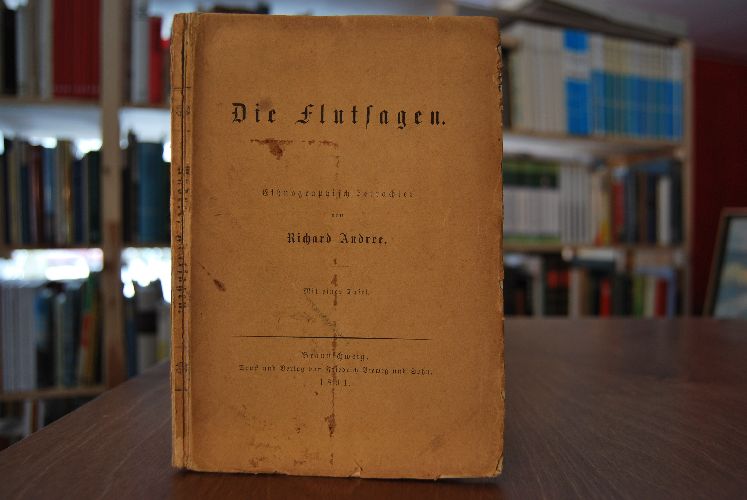 Die Flutsagen.
Ethnographisch betrachtet
von
Richard Andree.
Mit einer Tafel.
Braunschweig.
Druck und Verlag von Friedrich Vieweg und Sohn.
1891.